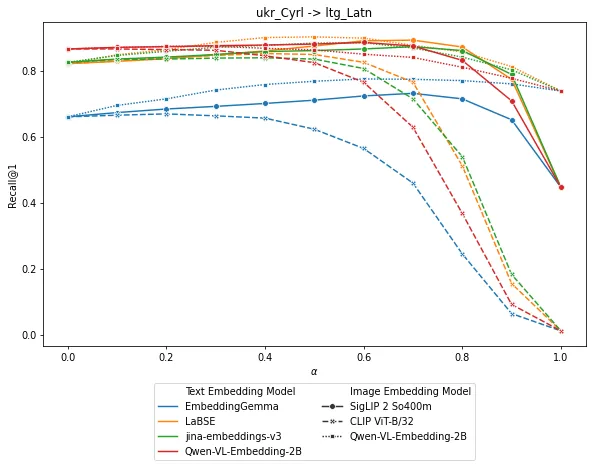 ukr_Cyrl -> ltg_Latn
Recall@1
0.8
0.6
0.4
0.2
0.0
0.0 0.2 0.4 0.6 0.8 1.0
α
Text Embedding Model Image Embedding Model
EmbeddingGemma SigLIP 2 So400m
LaBSE CLIP ViT-B/32
jina-embeddings-v3 Qwen-VL-Embedding-2B
Qwen-VL-Embedding-2B